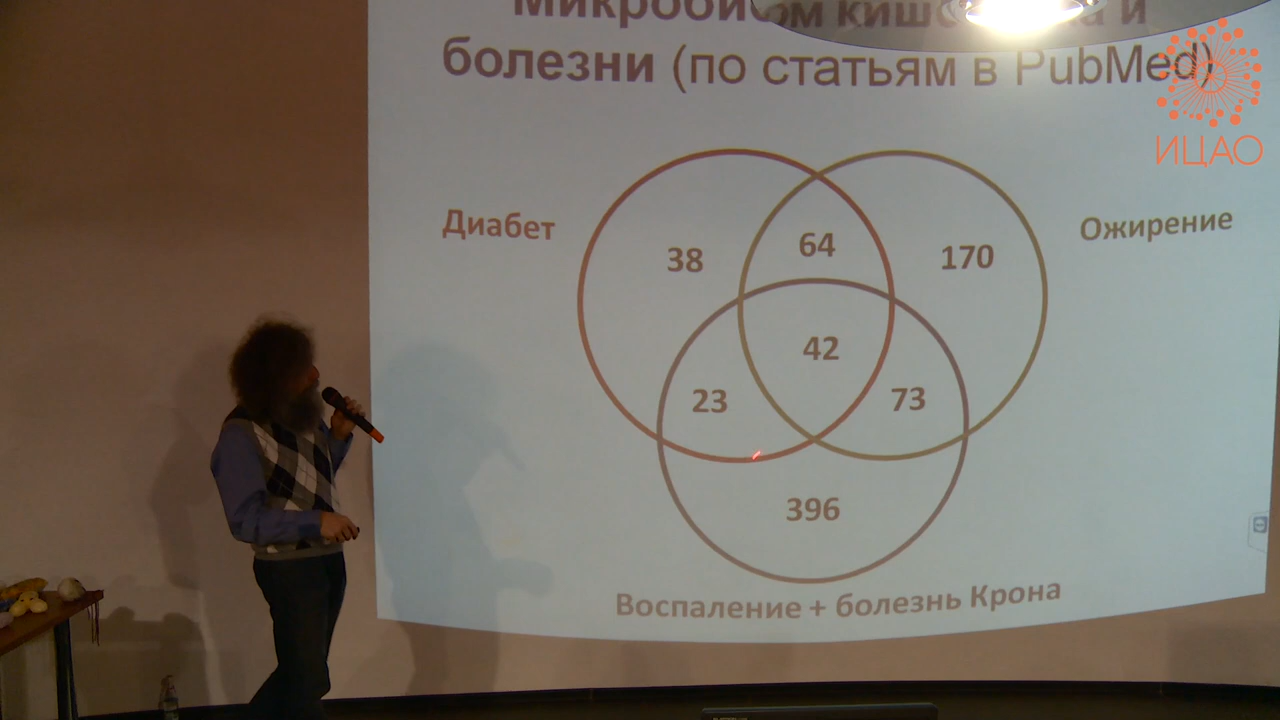 болезни (по статьям в PubMed)
ИЦАО
Диабет
Ожирение
38
64
170
42
23
73
396
Воспаление + болезнь Крона